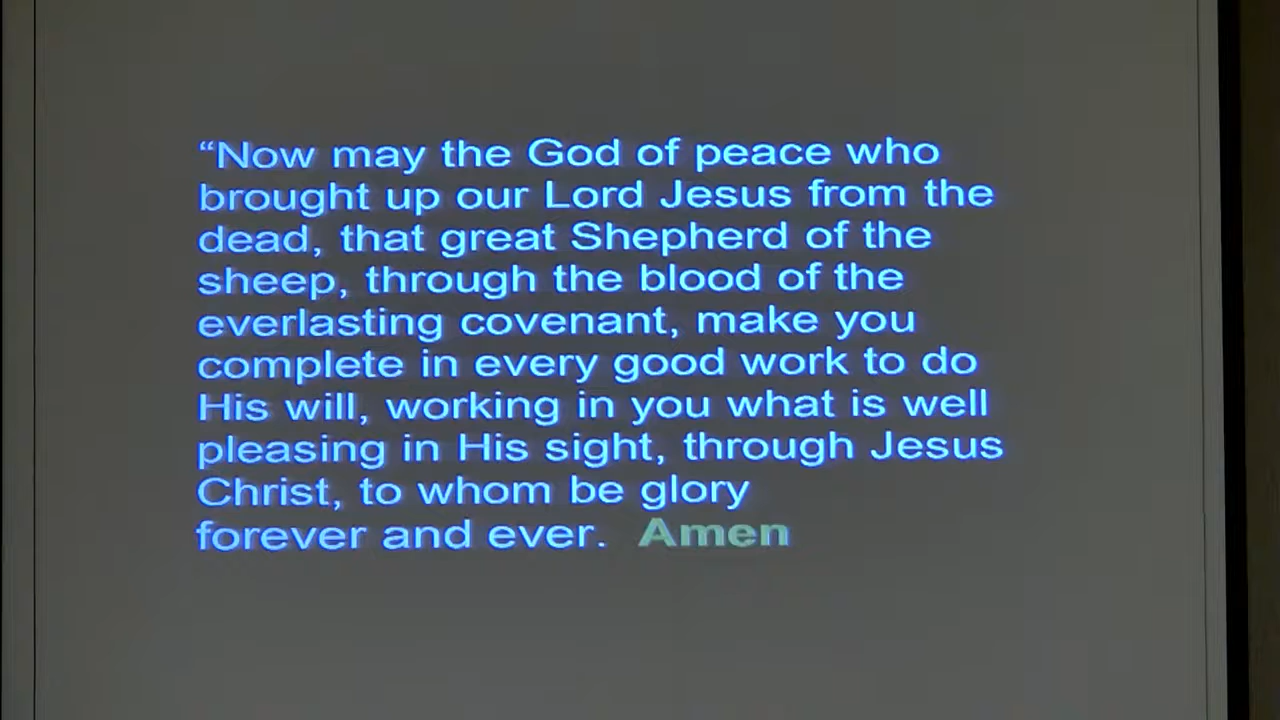 “Now may the God of peace who
brought up our Lord Jesus from the
dead, that great Shepherd of the
sheep, through the blood of the
everlasting covenant, make you
complete in every good work to do
His will, working in you what is well
pleasing in His sight, through Jesus
Christ, to whom be glory
forever and ever. Amen